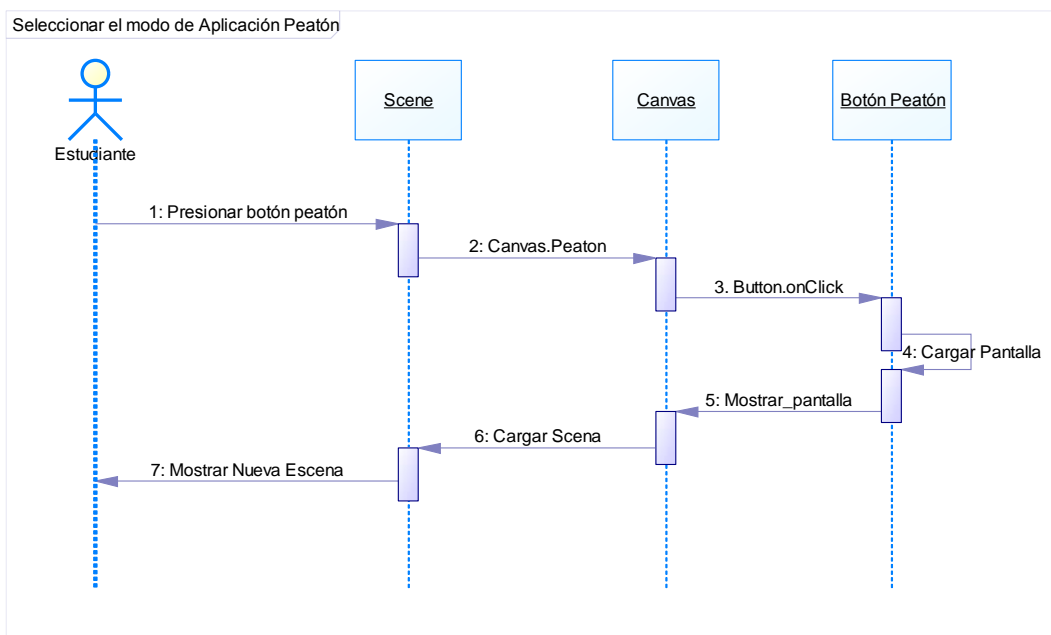 Seleccionar el modo de Aplicación Peatón
Scene
Canvas
Botón Peatón
Estudiante
1: Presionar botón peatón
2: Canvas.Peaton
3. Button.onClick
4: Cargar Pantalla
5: Mostrar_pantalla
6: Cargar Scena
7: Mostrar Nueva Escena